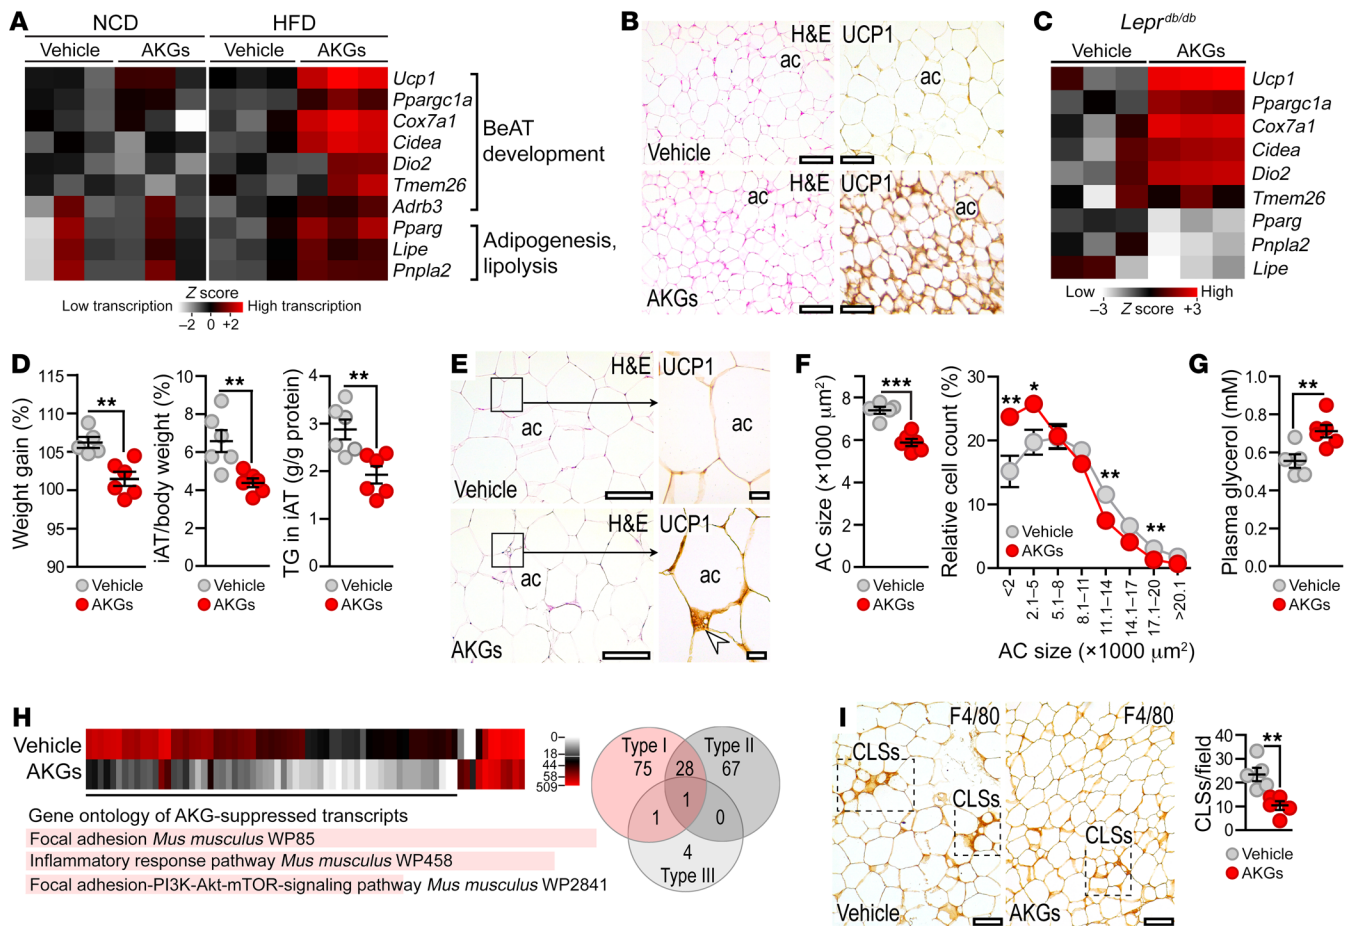 A
NCD HFD
Vehicle AKGs Vehicle AKGs
Ucp1
Ppargc1a
Cox7a1
Cidea
Dio2
Tmem26
Adrb3
Pparg
Lipe
Pnpla2
BeAT
development
Adipogenesis,
lipolysis
Z score
Low transcription High transcription
–2 0 +2
B
H&E UCP1
ac ac
Vehicle
H&E UCP1
ac ac
AKGs
C
Lepr^db/db
Vehicle AKGs
Ucp1
Ppargc1a
Cox7a1
Cidea
Dio2
Tmem26
Pparg
Pnpla2
Lipe
Low High
–3 Z score +3
D
Weight gain (%)
115
110
105
100
95
90
**
Vehicle
AKGs
iAT/body weight (%)
10
8
6
4
2
0
**
Vehicle
AKGs
TG in iAT (g/g protein)
4
3
2
1
0
**
Vehicle
AKGs
E
H&E UCP1
ac ac
Vehicle
H&E UCP1
ac ac
AKGs
F
AC size (×1000 µm²)
8
6
4
2
0
***
Vehicle
AKGs
Relative cell count (%)
30
20
10
0
** * ** **
Vehicle
AKGs
<2
2.1–5
5.1–8
8.1–11
11.1–14
14.1–17
17.1–20
>20.1
AC size (×1000 µm²)
G
Plasma glycerol (mM)
1.0
0.8
0.6
0.4
0.2
0
**
Vehicle
AKGs
H
Vehicle
AKGs
0
18
44
58
509
Gene ontology of AKG-suppressed transcripts
Focal adhesion Mus musculus WP85
Inflammatory response pathway Mus musculus WP458
Focal adhesion-PI3K-Akt-mTOR-signaling pathway Mus musculus WP2841
Type I Type II
75 28 67
1
1 0
4
Type III
I
F4/80 F4/80
CLSs
CLSs
CLSs
Vehicle AKGs
CLSs/field
40
30
20
10
0
**
Vehicle
AKGs